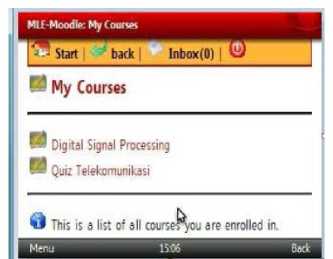 MLE-Moodle: My Courses
Start | back | Inbox(0) |
My Courses
Digital Signal Processing
Quiz Telekomunikasi
This is a list of all courses you are enrolled in.
Menu 15:06 Back